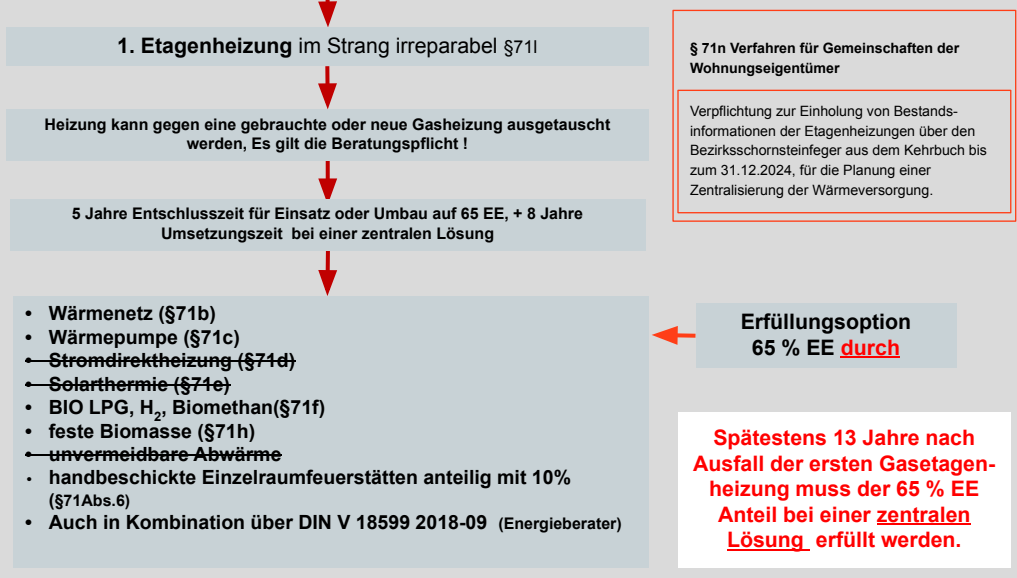 1. Etagenheizung im Strang irreparabel §71l
Heizung kann gegen eine gebrauchte oder neue Gasheizung ausgetauscht
werden, Es gilt die Beratungspflicht !
5 Jahre Entschlusszeit für Einsatz oder Umbau auf 65 EE, + 8 Jahre
Umsetzungszeit bei einer zentralen Lösung
• Wärmenetz (§71b)
• Wärmepumpe (§71c)
• Stromdirektheizung (§71d)
• Solarthermie (§71e)
• BIO LPG, H2, Biomethan(§71f)
• feste Biomasse (§71h)
• unvermeidbare Abwärme
• handbeschickte Einzelraumfeuerstätten anteilig mit 10%
(§71Abs.6)
• Auch in Kombination über DIN V 18599 2018-09 (Energieberater)
§ 71n Verfahren für Gemeinschaften der
Wohnungseigentümer
Verpflichtung zur Einholung von Bestands-
informationen der Etagenheizungen über den
Bezirksschornsteinfeger aus dem Kehrbuch bis
zum 31.12.2024, für die Planung einer
Zentralisierung der Wärmeversorgung.
Erfüllungsoption
65 % EE durch
Spätestens 13 Jahre nach
Ausfall der ersten Gasetagen-
heizung muss der 65 % EE
Anteil bei einer zentralen
Lösung erfüllt werden.